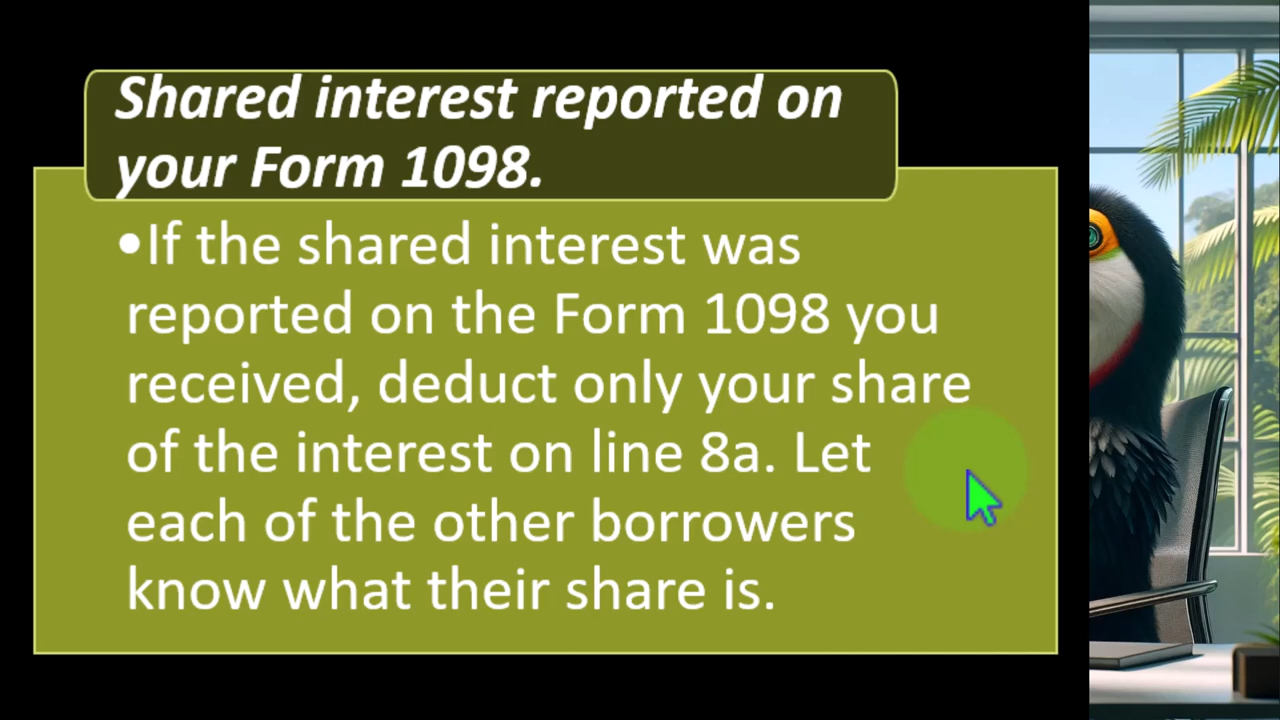 Shared interest reported on
your Form 1098.
•If the shared interest was
reported on the Form 1098 you
received, deduct only your share
of the interest on line 8a. Let
each of the other borrowers
know what their share is.